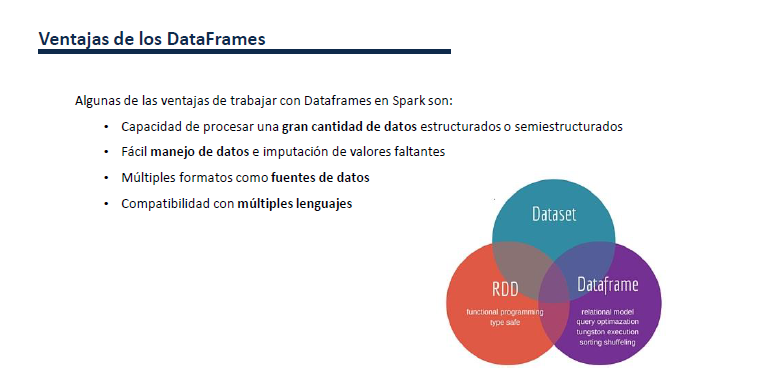 Ventajas de los DataFrames
Algunas de las ventajas de trabajar con Dataframes en Spark son:
• Capacidad de procesar una gran cantidad de datos estructurados o semiestructurados
• Fácil manejo de datos e imputación de valores faltantes
• Múltiples formatos como fuentes de datos
• Compatibilidad con múltiples lenguajes
Dataset
RDD
functional programming
type safe
Dataframe
relational model
query optimazation
tungston execution
sorting shuffeling